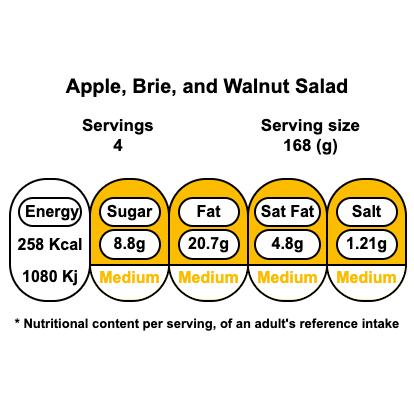 Apple, Brie, and Walnut Salad
Servings Serving size
4 168 (g)
Energy Sugar Fat Sat Fat Salt
258 Kcal 8.8g 20.7g 4.8g 1.21g
1080 Kj Medium Medium Medium Medium
* Nutritional content per serving, of an adult's reference intake